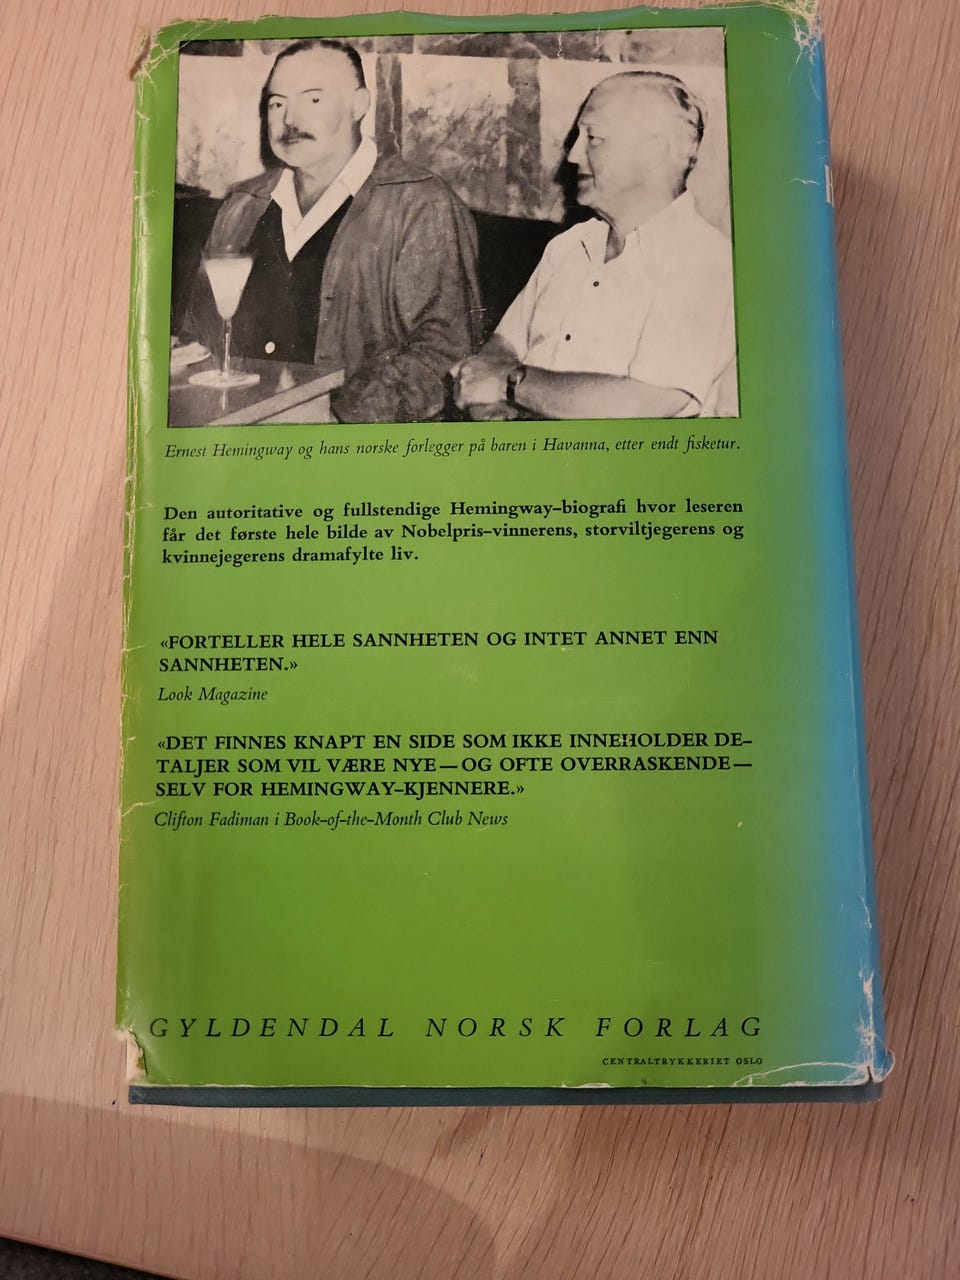 Ernest Hemingway og hans norske forlegger på baren i Havanna, etter endt fisketur.
Den autoritative og fullstendige Hemingway-biografi hvor leseren
får det første hele bilde av Nobelpris-vinnerens, storviltjegerens og
kvinnejegerens dramafylte liv.
«FORTELLER HELE SANNHETEN OG INTET ANNET ENN
SANNHETEN.»
Look Magazine
«DET FINNES KNAPT EN SIDE SOM IKKE INNEHOLDER DE-
TALJER SOM VIL VÆRE NYE—OG OFTE OVERRASKENDE—
SELV FOR HEMINGWAY-KJENNERE.»
Clifton Fadiman i Book-of-the-Month Club News
GYLDENDAL NORSK FORLAG
CENTRALTRYKKERIET OSLO